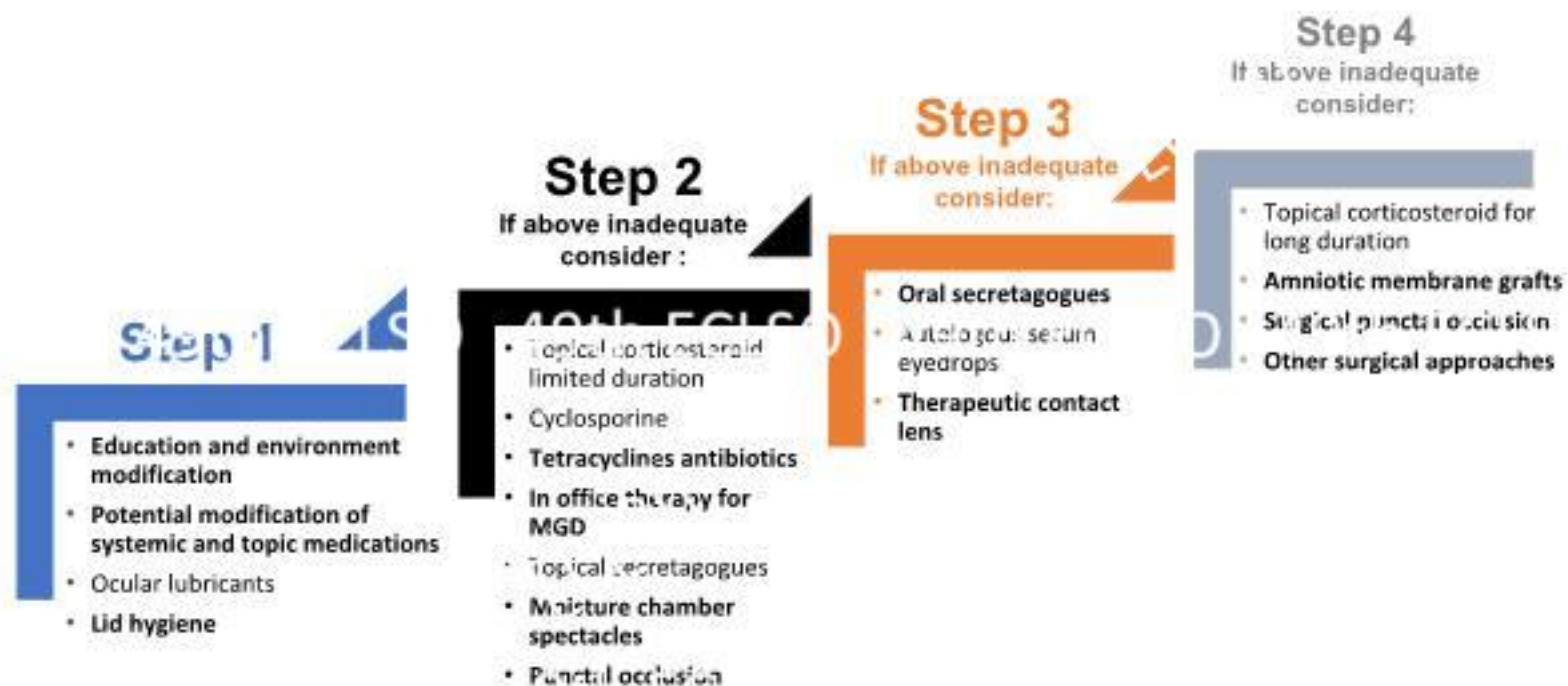 Step 1
Education and environment
modification
Potential modification of
systemic and topic medications
Ocular lubricants
Lid hygiene
Step 2
If above inadequate
consider :
Topical corticosteroid
limited duration
Cyclosporine
Tetracyclines antibiotics
In office therapy for
MGD
Topical secretagogues
Moisture chamber
spectacles
Punctal occlusion
Step 3
If above inadequate
consider:
Oral secretagogues
Autologous serum
eyedrops
Therapeutic contact
lens
Step 4
If above inadequate
consider:
Topical corticosteroid for
long duration
Amniotic membrane grafts
Surgical punctal occlusion
Other surgical approaches